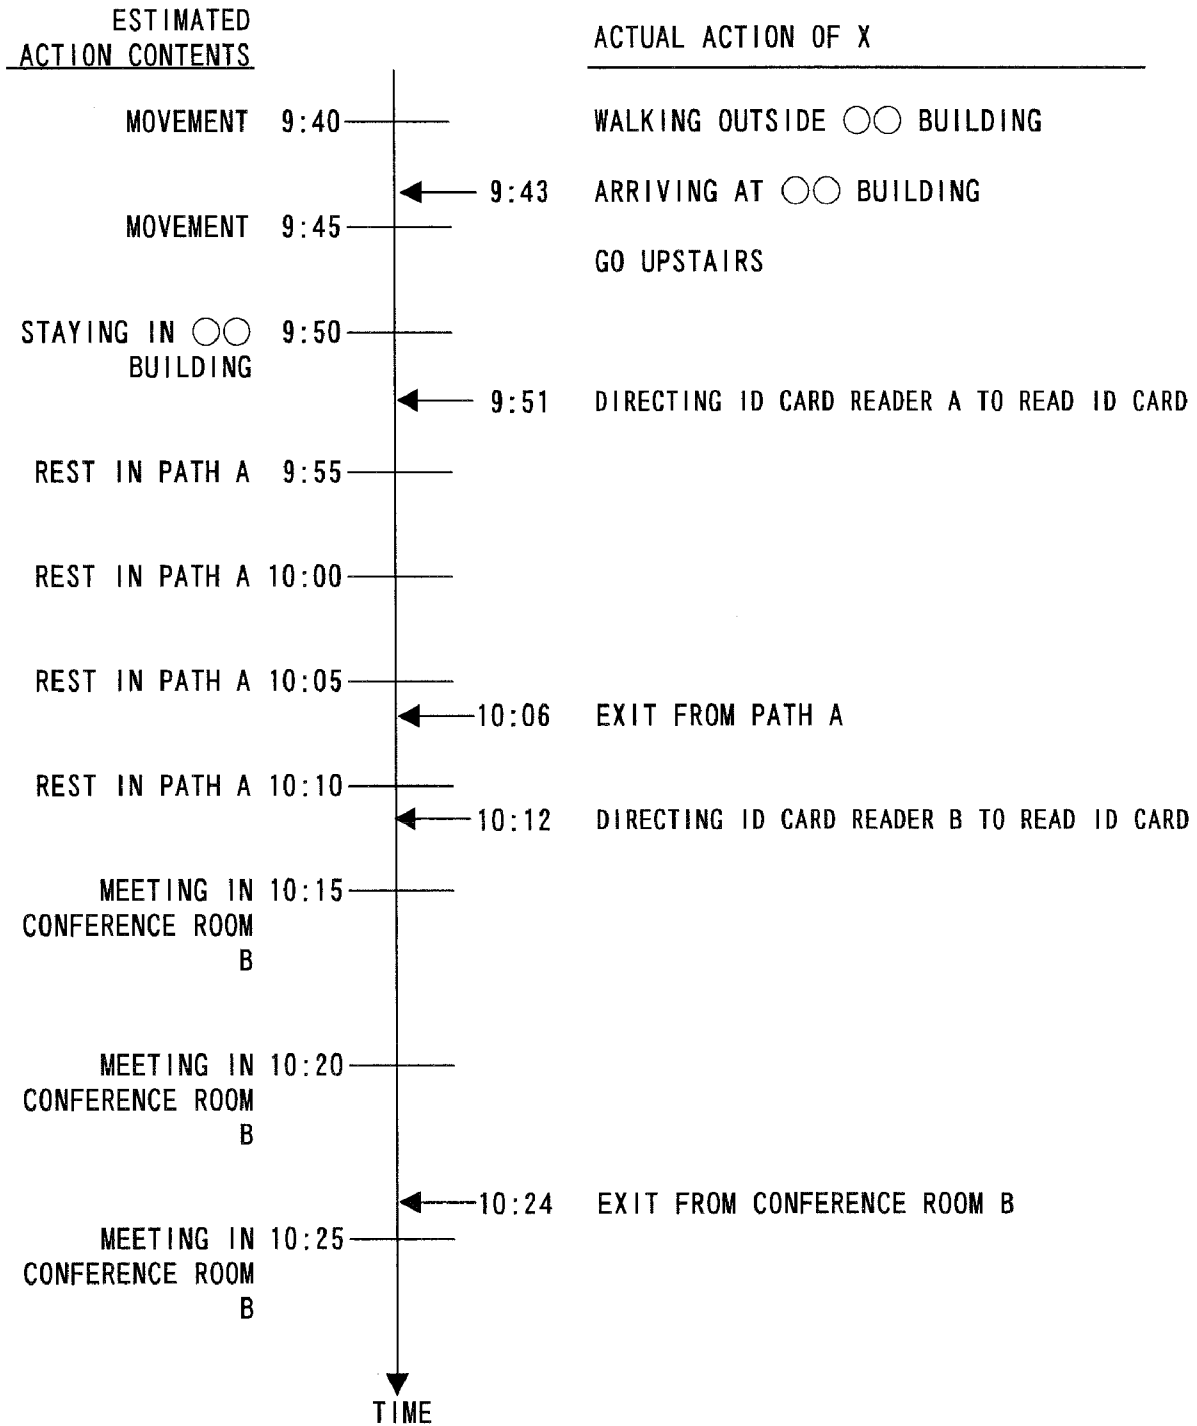 ESTIMATED
ACTION CONTENTS
ACTUAL ACTION OF X
MOVEMENT 9:40
WALKING OUTSIDE ○○ BUILDING
9:43 ARRIVING AT ○○ BUILDING
MOVEMENT 9:45
GO UPSTAIRS
STAYING IN ○○ 9:50
BUILDING
9:51 DIRECTING ID CARD READER A TO READ ID CARD
REST IN PATH A 9:55
REST IN PATH A 10:00
REST IN PATH A 10:05
10:06 EXIT FROM PATH A
REST IN PATH A 10:10
10:12 DIRECTING ID CARD READER B TO READ ID CARD
MEETING IN 10:15
CONFERENCE ROOM
B
MEETING IN 10:20
CONFERENCE ROOM
B
10:24 EXIT FROM CONFERENCE ROOM B
MEETING IN 10:25
CONFERENCE ROOM
B
TIME